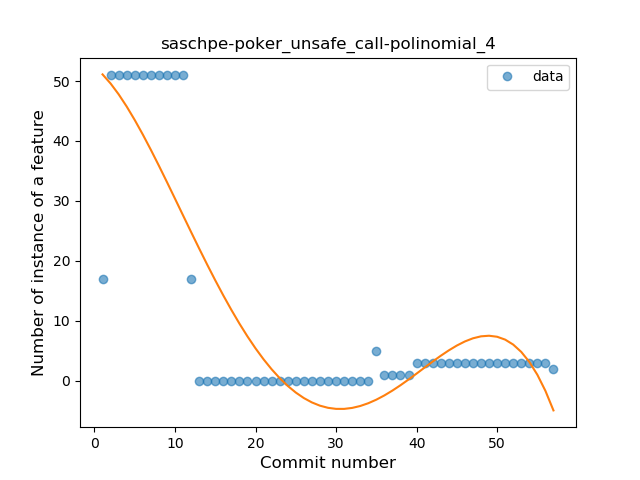 saschpe-poker_unsafe_call-polinomial_4
data
Number of instance of a feature
50
40
30
20
10
0
0 10 20 30 40 50
Commit number